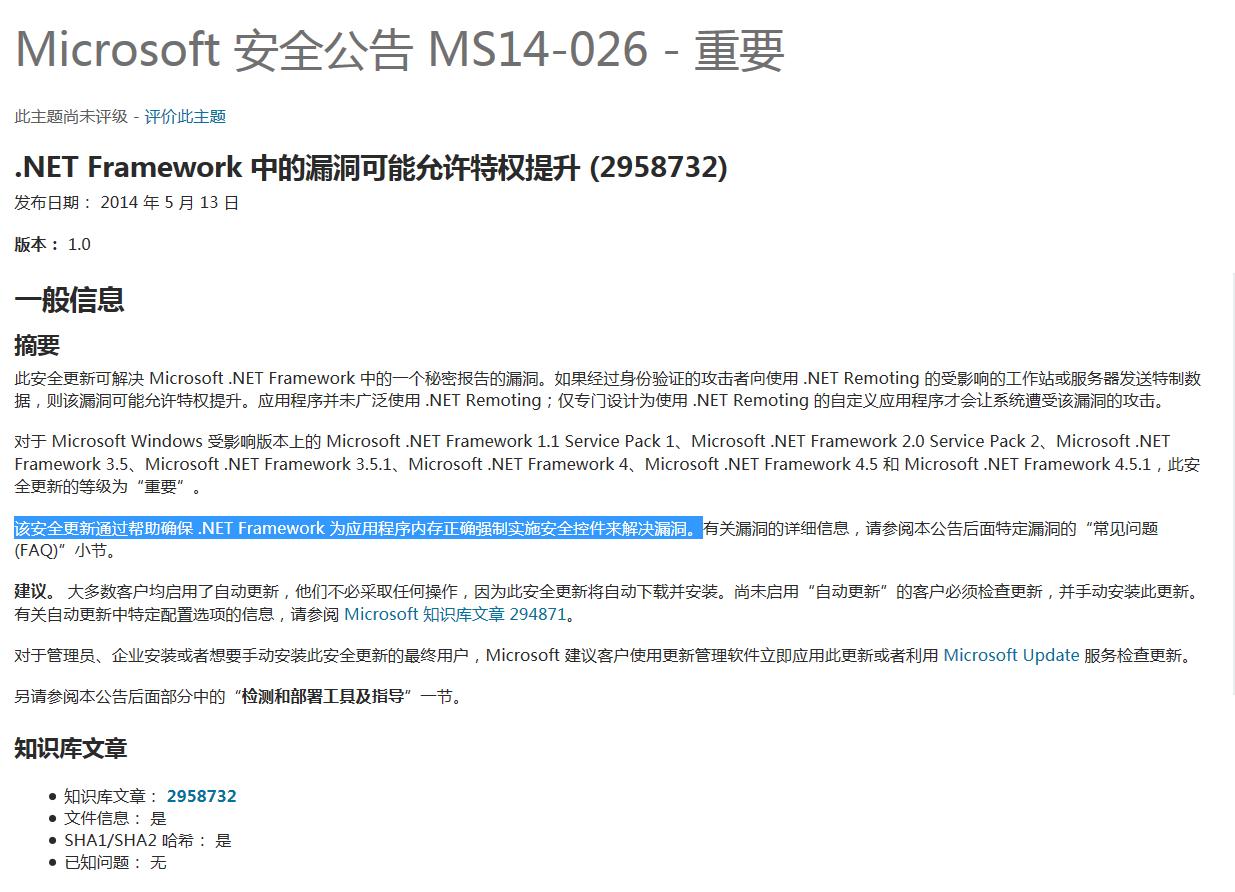 Microsoft 安全公告 MS14-026 - 重要
此主题尚未评级 - 评价此主题
.NET Framework 中的漏洞可能允许特权提升 (2958732)
发布日期： 2014 年 5 月 13 日
版本： 1.0
一般信息
摘要
此安全更新可解决 Microsoft .NET Framework 中的一个秘密报告的漏洞。如果经过身份验证的攻击者向使用 .NET Remoting 的受影响的工作站或服务器发送特制数
据，则该漏洞可能允许特权提升。应用程序并未广泛使用 .NET Remoting；仅专门设计为使用 .NET Remoting 的自定义应用程序才会让系统遭受该漏洞的攻击。
对于 Microsoft Windows 受影响版本上的 Microsoft .NET Framework 1.1 Service Pack 1、Microsoft .NET Framework 2.0 Service Pack 2、Microsoft .NET
Framework 3.5、Microsoft .NET Framework 3.5.1、Microsoft .NET Framework 4、Microsoft .NET Framework 4.5 和 Microsoft .NET Framework 4.5.1，此安
全更新的等级为“重要”。
该安全更新通过帮助确保 .NET Framework 为应用程序内存正确强制实施安全控件来解决漏洞。有关漏洞的详细信息，请参阅本公告后面特定漏洞的“常见问题
(FAQ)”小节。
建议。 大多数客户均启用了自动更新，他们不必采取任何操作，因为此安全更新将自动下载并安装。尚未启用“自动更新”的客户必须检查更新，并手动安装此更新。
有关自动更新中特定配置选项的信息，请参阅 Microsoft 知识库文章 294871。
对于管理员、企业安装或者想要手动安装此安全更新的最终用户，Microsoft 建议客户使用更新管理软件立即应用此更新或者利用 Microsoft Update 服务检查更新。
另请参阅本公告后面部分中的“检测和部署工具及指导”一节。
知识库文章
• 知识库文章： 2958732
• 文件信息： 是
• SHA1/SHA2 哈希： 是
• 已知问题： 无